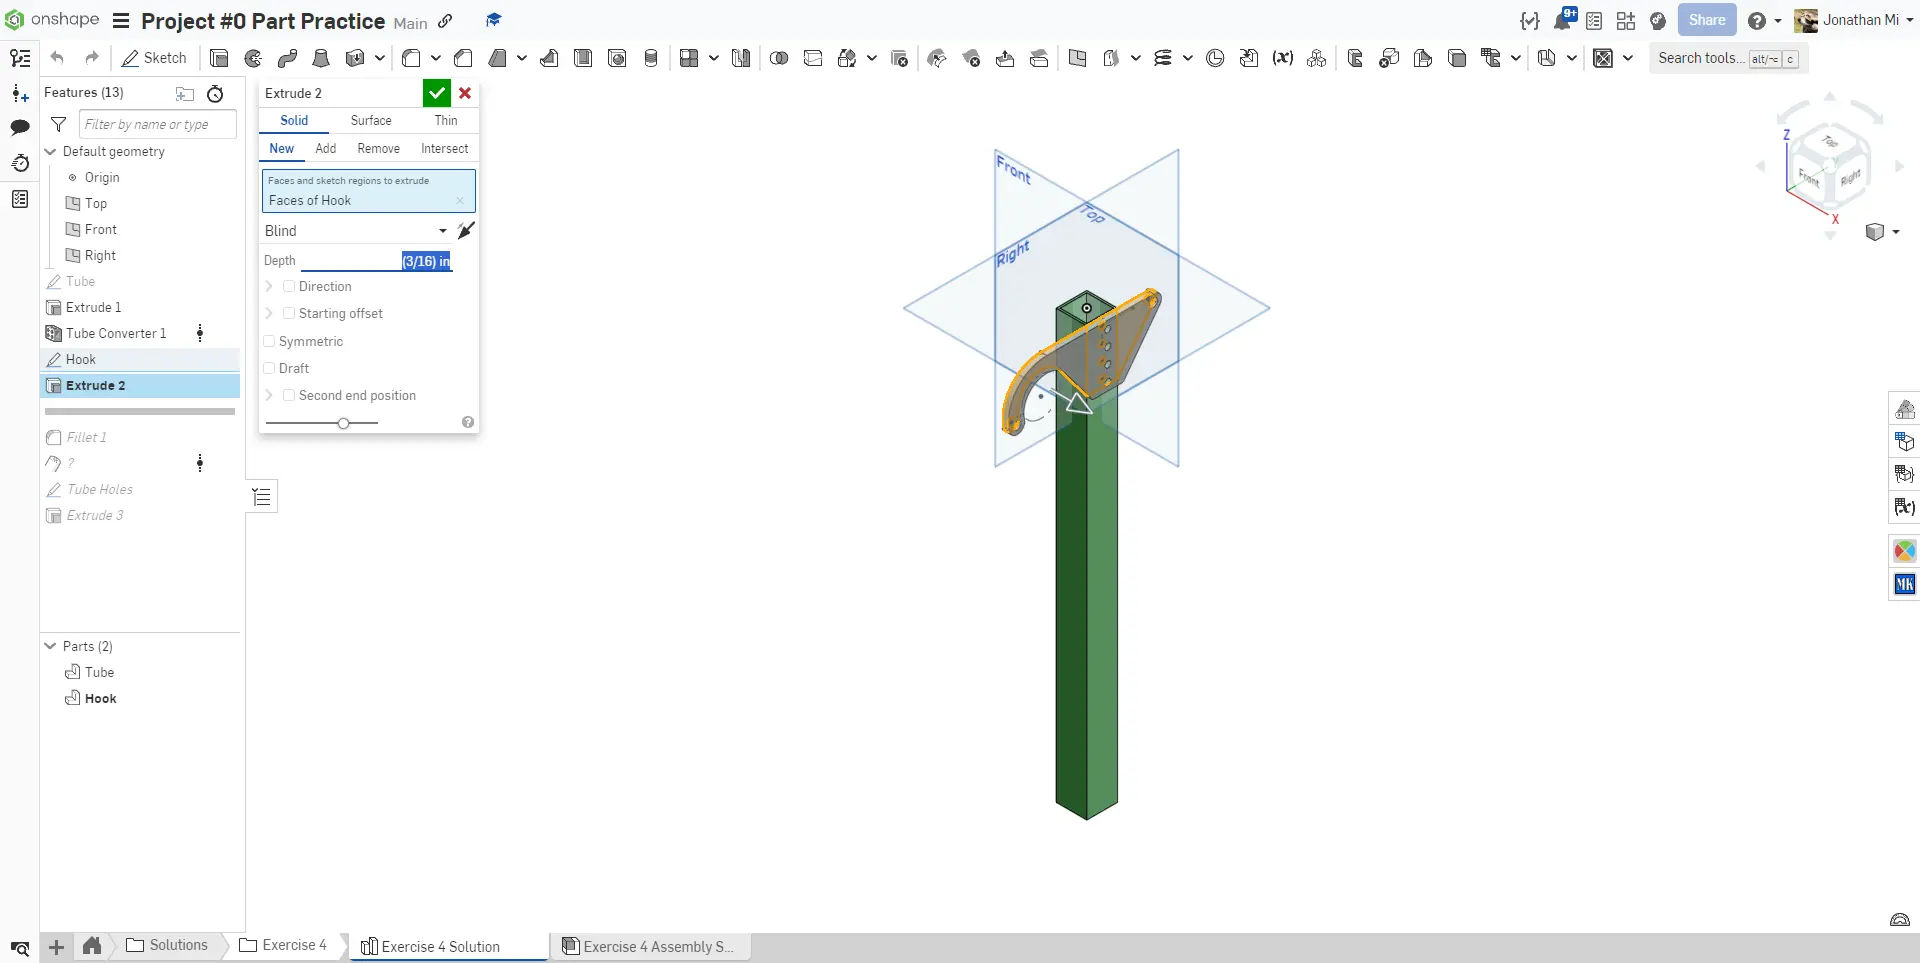 onshape
Project #0 Part Practice
Main
9+
Share
Jonathan Mi
Sketch
Search tools... alt/⌥ c
Features (13)
Filter by name or type
Default geometry
Origin
Top
Front
Right
Tube
Extrude 1
Tube Converter 1
Hook
Extrude 2
Fillet 1
?
Tube Holes
Extrude 3
Parts (2)
Tube
Hook
Extrude 2
Solid
Surface
Thin
New
Add
Remove
Intersect
Faces and sketch regions to extrude
Faces of Hook
Blind
Depth
(3/16) in
Direction
Starting offset
Symmetric
Draft
Second end position
Front
Top
Right
Z
Top
Front
Right
X
MK
Solutions
Exercise 4
Exercise 4 Solution
Exercise 4 Assembly S...